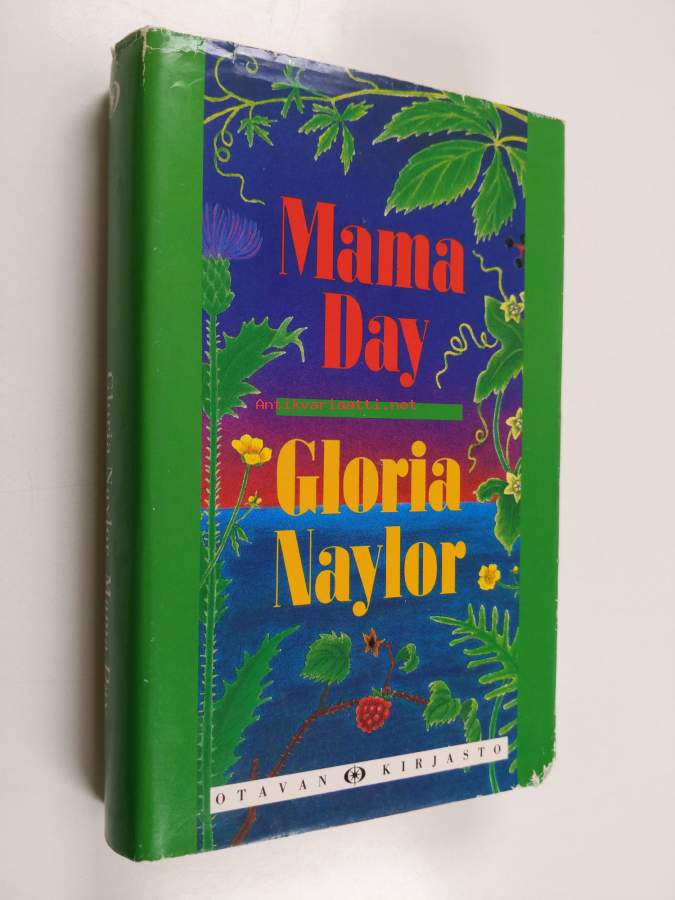 Mama
Day
Antikvariaatti.net
Gloria
Naylor
OTAVAN KIRJASTO
Gloria Naylor Mama Day